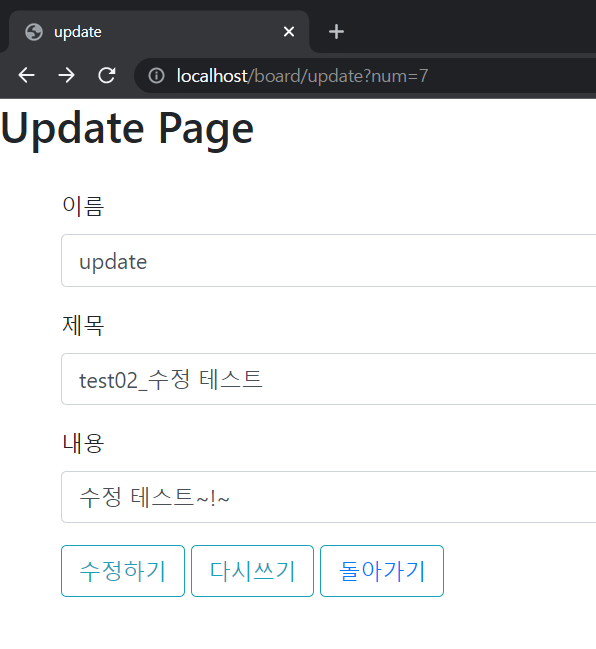 update
localhost/board/update?num=7
Update Page
이름
update
제목
test02_수정 테스트
내용
수정 테스트~!~
수정하기 다시쓰기 돌아가기